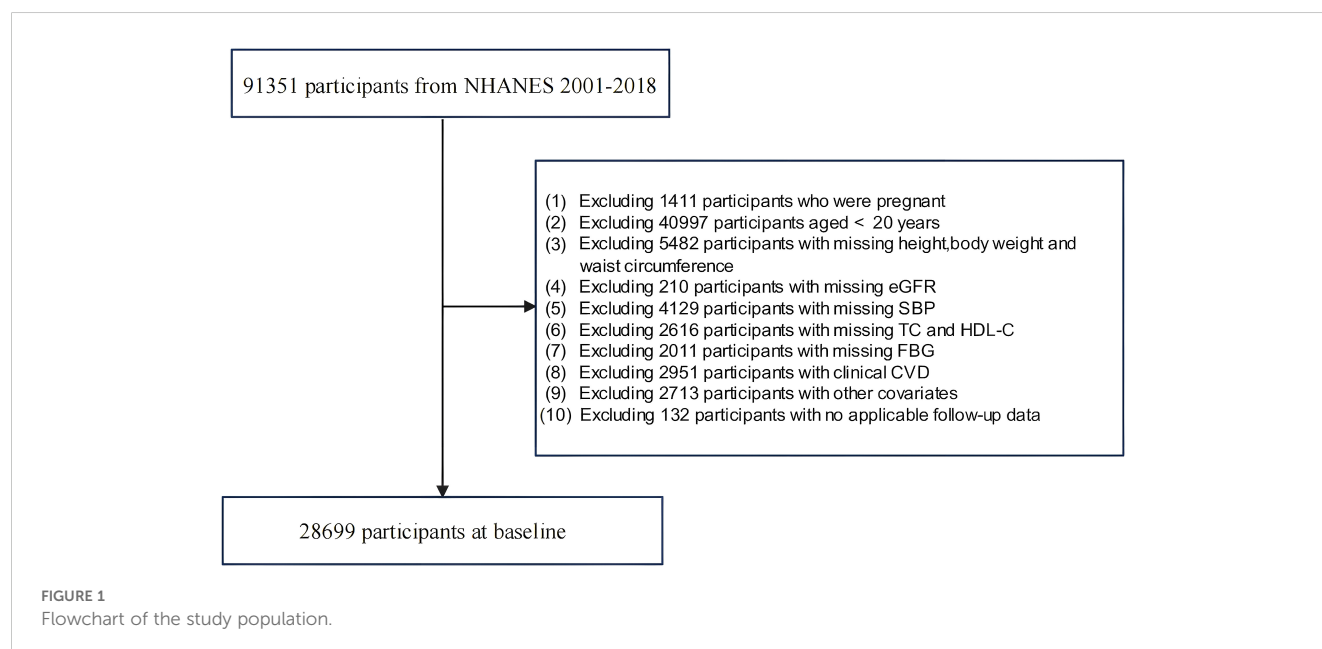 91351 participants from NHANES 2001-2018
(1) Excluding 1411 participants who were pregnant
(2) Excluding 40997 participants aged < 20 years
(3) Excluding 5482 participants with missing height,body weight and
waist circumference
(4) Excluding 210 participants with missing eGFR
(5) Excluding 4129 participants with missing SBP
(6) Excluding 2616 participants with missing TC and HDL-C
(7) Excluding 2011 participants with missing FBG
(8) Excluding 2951 participants with clinical CVD
(9) Excluding 2713 participants with other covariates
(10) Excluding 132 participants with no applicable follow-up data
28699 participants at baseline
FIGURE 1
Flowchart of the study population.